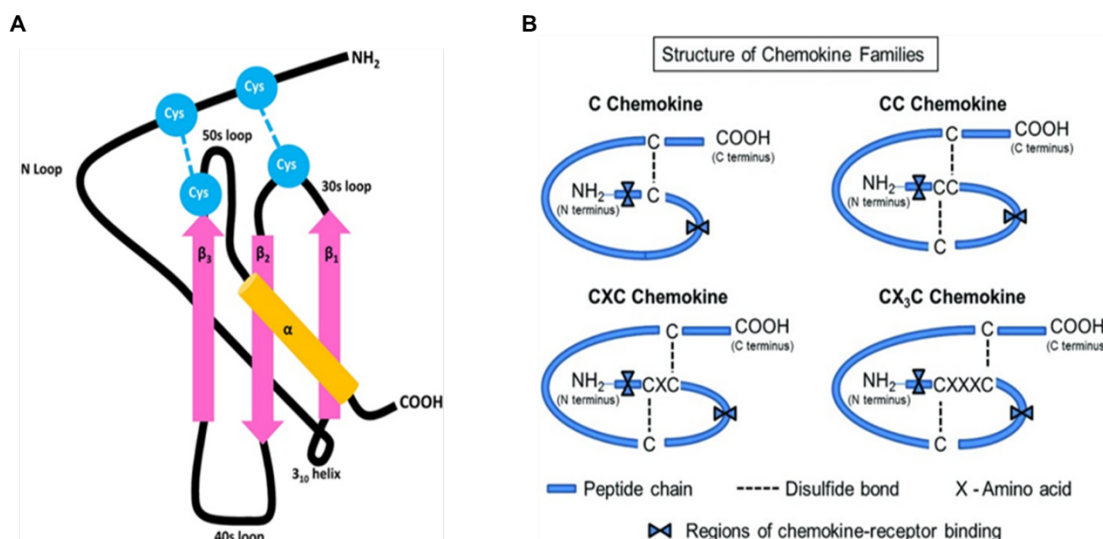 A
NH2
Cys
Cys
50s loop
N Loop
Cys
Cys
30s loop
β3
β2
β1
α
COOH
310 helix
40s loop
B
Structure of Chemokine Families
C Chemokine
C
COOH
(C terminus)
NH2
(N terminus)
C
CC Chemokine
C
COOH
(C terminus)
NH2
(N terminus)
CC
C
CXC Chemokine
C
COOH
(C terminus)
NH2
(N terminus)
CXC
C
CX3C Chemokine
C
COOH
(C terminus)
NH2
(N terminus)
CXXXC
C
Peptide chain
Disulfide bond
X - Amino acid
Regions of chemokine-receptor binding